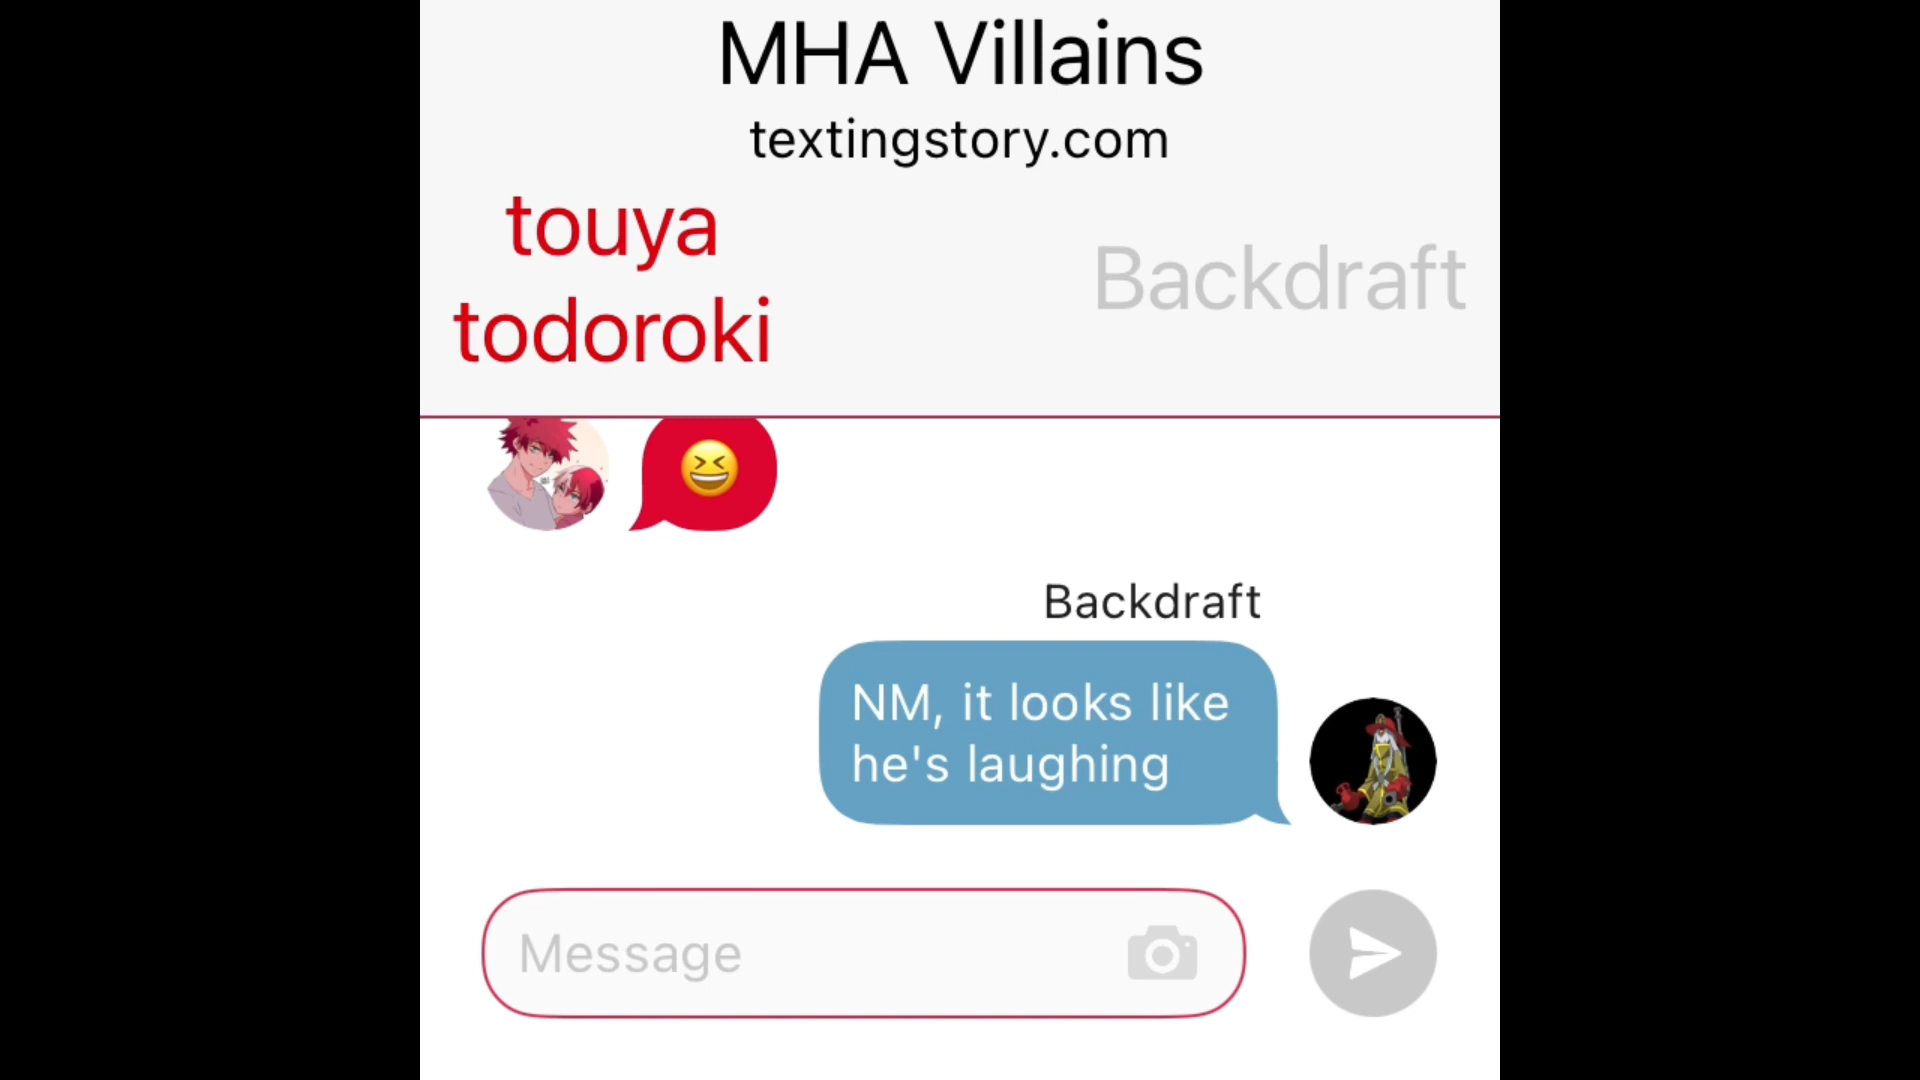 MHA Villains
textingstory.com
touya
todoroki
Backdraft
Backdraft
NM, it looks like
he's laughing
Message